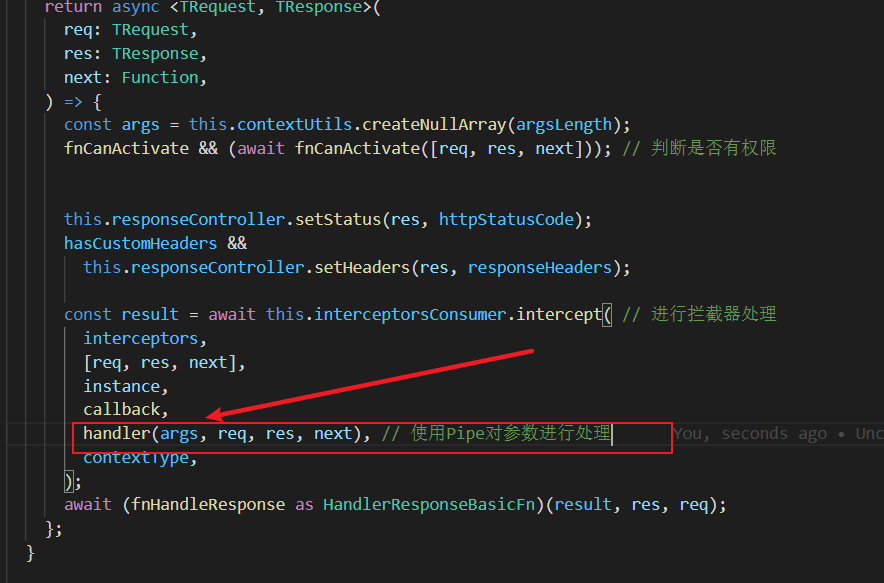 return async <TRequest, TResponse>(
req: TRequest,
res: TResponse,
next: Function,
) => {
const args = this.contextUtils.createNullArray(argsLength);
fnCanActivate && (await fnCanActivate([req, res, next])); // 判断是否有权限
this.responseController.setStatus(res, httpStatusCode);
hasCustomHeaders &&
this.responseController.setHeaders(res, responseHeaders);
const result = await this.interceptorsConsumer.intercept( // 进行拦截器处理
interceptors,
[req, res, next],
instance,
callback,
handler(args, req, res, next), // 使用Pipe对参数进行处理 You, seconds ago • Unc
contextType,
);
await (fnHandleResponse as HandlerResponseBasicFn)(result, res, req);
};
}